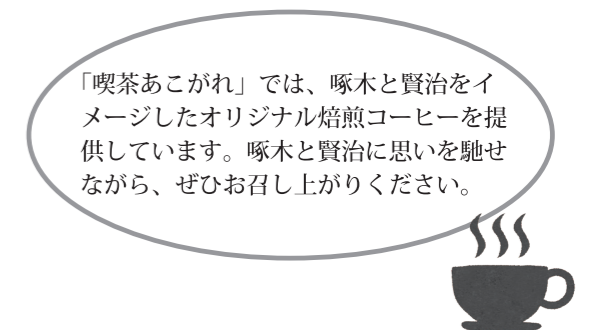 「喫茶あこがれ」では、啄木と賢治をイ
メージしたオリジナル焙煎コーヒーを提
供しています。啄木と賢治に思いを馳せ
ながら、ぜひお召し上がりください。